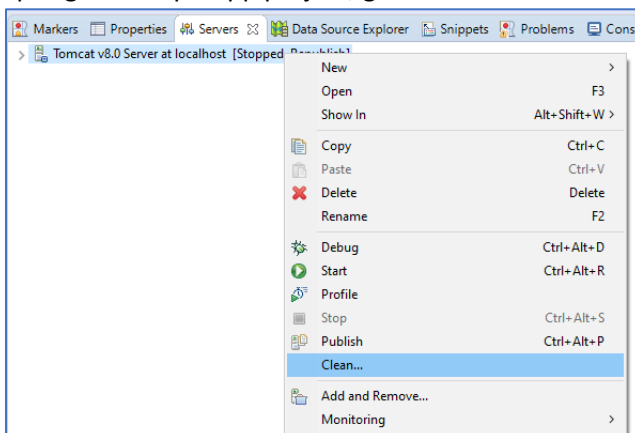 Markers Properties Servers Data Source Explorer Snippets Problems Cons
Tomcat v8.0 Server at localhost [Stopped, Republish]
New
Open F3
Show In Alt+Shift+W >
Copy Ctrl+C
Paste Ctrl+V
Delete Delete
Rename F2
Debug Ctrl+Alt+D
Start Ctrl+Alt+R
Profile
Stop Ctrl+Alt+S
Publish Ctrl+Alt+P
Clean...
Add and Remove...
Monitoring >